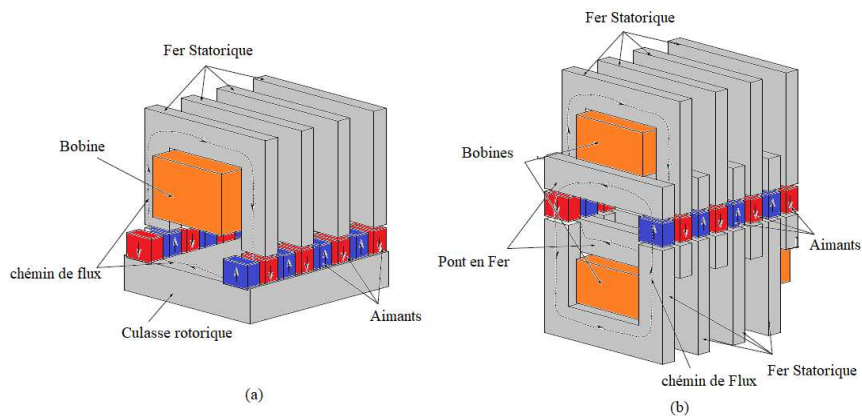 Fer Statorique
Bobine
chémin de flux
Culasse rotorique
Aimants
(a)
Fer Statorique
Bobines
Pont en Fer
Aimants
Fer Statorique
chémin de Flux
(b)